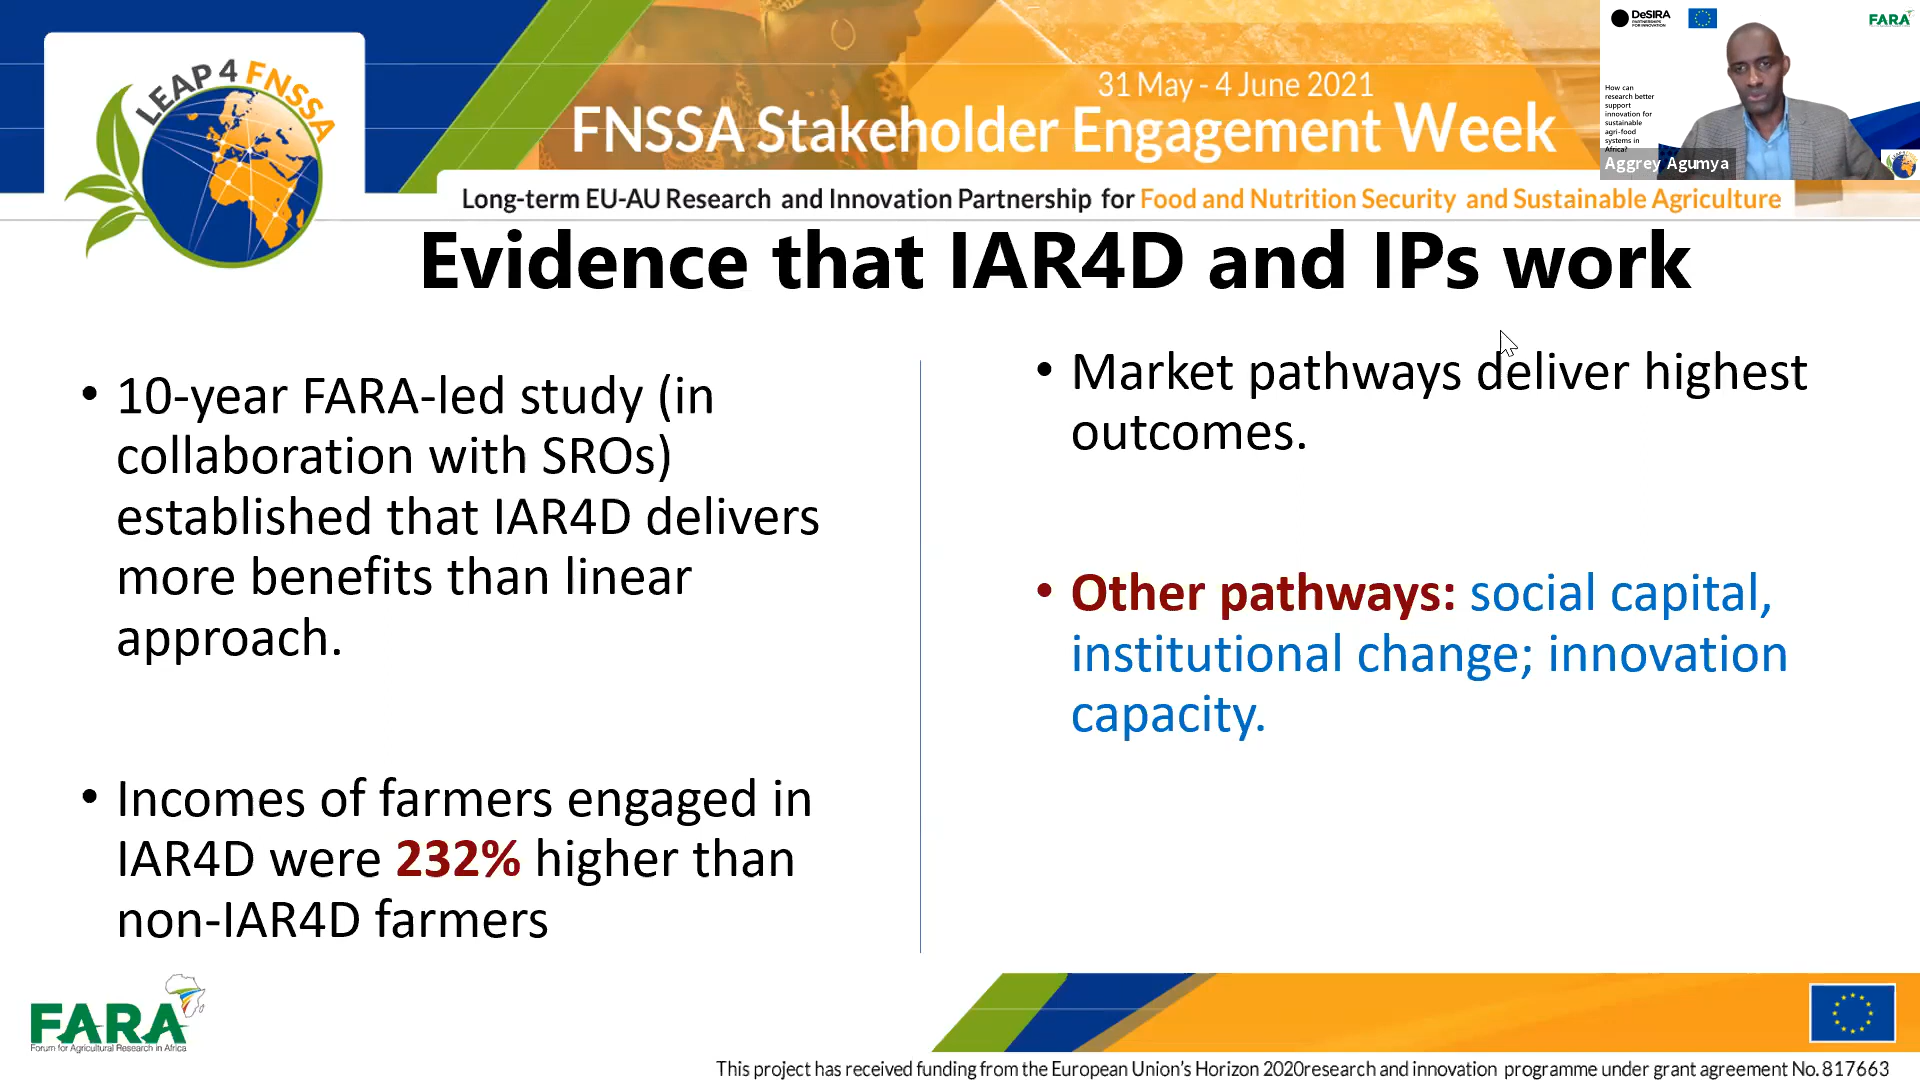 LEAP 4 FNSSA
31 May - 4 June 2021
FNSSA Stakeholder Engagement Week
Long-term EU-AU Research and Innovation Partnership for Food and Nutrition Security and Sustainable Agriculture
DeSIRA
FARA
How can
research better
support
innovation for
sustainable
agri-food
systems in
Africa?
Aggrey Agumya
Evidence that IAR4D and IPs work
• 10-year FARA-led study (in
collaboration with SROs)
established that IAR4D delivers
more benefits than linear
approach.
• Incomes of farmers engaged in
IAR4D were 232% higher than
non-IAR4D farmers
• Market pathways deliver highest
outcomes.
• Other pathways: social capital,
institutional change; innovation
capacity.
FARA
Forum for Agricultural Research in Africa
This project has received funding from the European Union's Horizon 2020research and innovation programme under grant agreement No. 817663